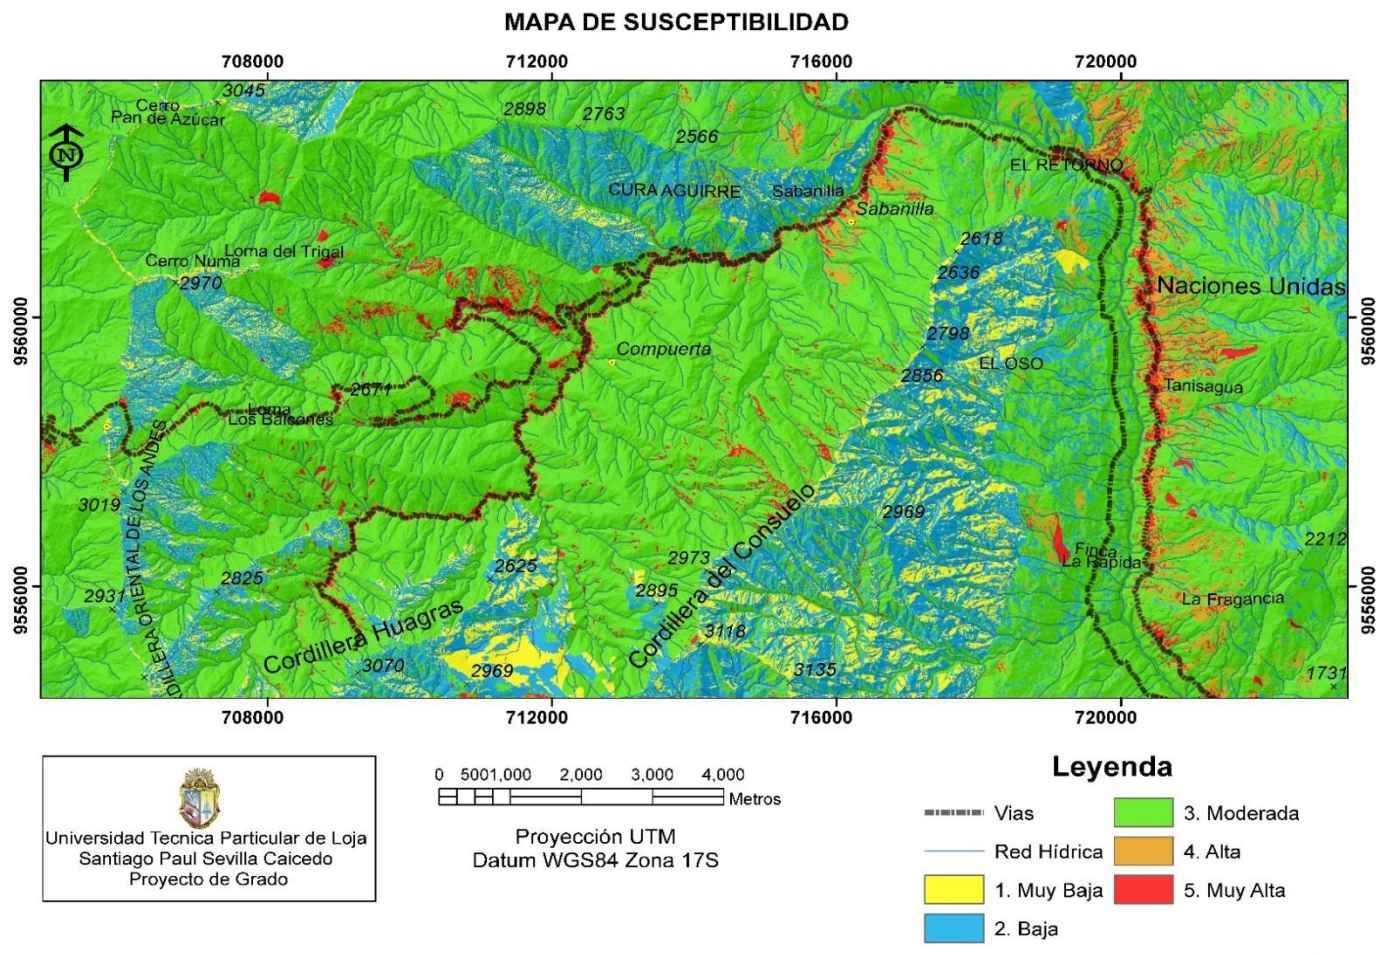 MAPA DE SUSCEPTIBILIDAD
708000
712000
716000
720000
3045
Cerro
Pan de Azúcar
2898
2763
2566
N
EL RETORNO
CURA AGUIRRE
Sabanilla
Sabanilla
2618
Loma del Trigal
Cerro Numa
2636
2970
Naciones Unidas
9560000
9560000
2798
Compuerta
EL OSO
2856
Tanisagua
2671
Loma
Los Balcones
3019
2969
2212
2973
Finca
La Rapida
2625
2825
2895
2931
9556000
9556000
La Fragancia
Cordillera Huagras
Cordillera del Consuelo
DILLERA ORIENTAL DE LOS ANDES
3118
3070
2969
3135
1731
708000
712000
716000
720000
Universidad Tecnica Particular de Loja
Santiago Paul Sevilla Caicedo
Proyecto de Grado
0 500 1,000 2,000 3,000 4,000
Metros
Proyección UTM
Datum WGS84 Zona 17S
Leyenda
Vias
Red Hídrica
1. Muy Baja
2. Baja
3. Moderada
4. Alta
5. Muy Alta